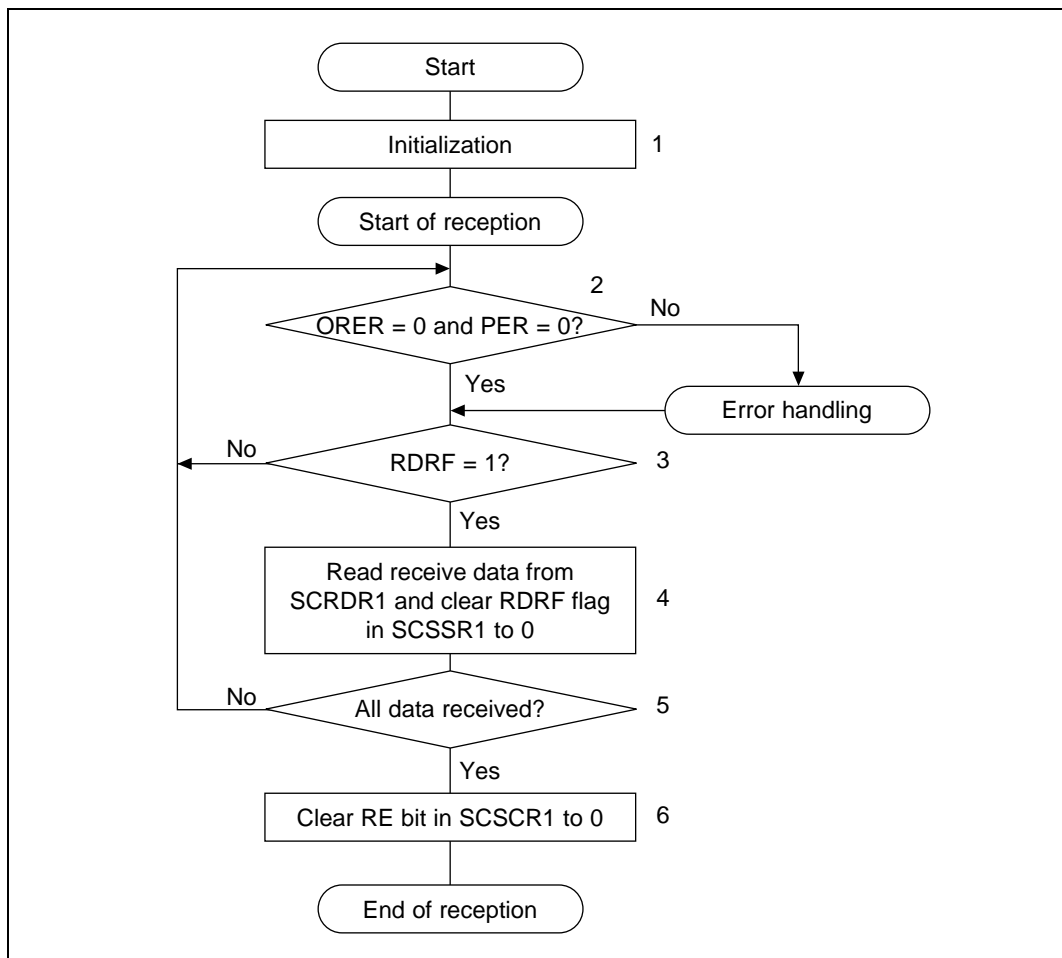 Start
Initialization
1
Start of reception
2
ORER = 0 and PER = 0?
No
Yes
Error handling
No
RDRF = 1?
3
Yes
Read receive data from
SCRDR1 and clear RDRF flag
in SCSSR1 to 0
4
No
All data received?
5
Yes
Clear RE bit in SCSCR1 to 0
6
End of reception